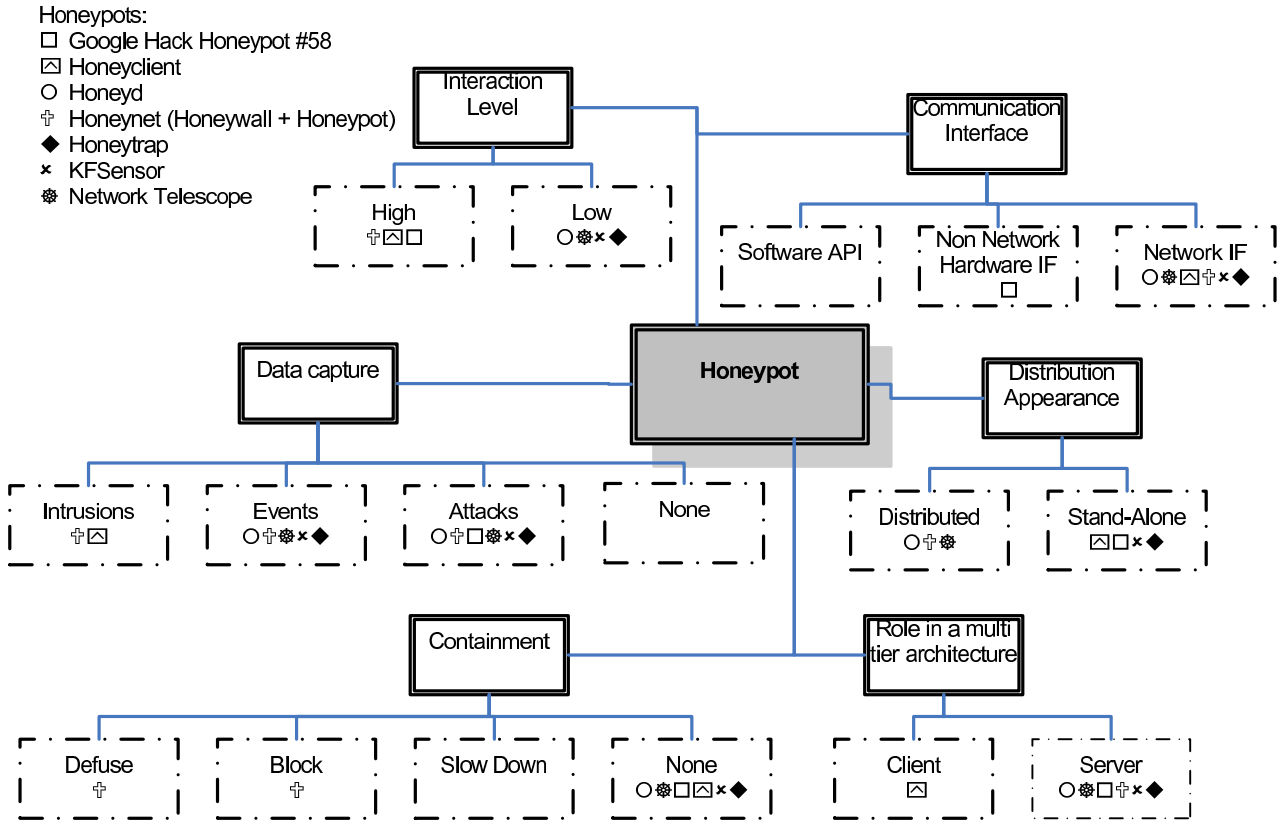 Honeypots:
Google Hack Honeypot #58
Honeyclient
Honeyd
Honeynet (Honeywall + Honeypot)
Honeytrap
KFSensor
Network Telescope
Interaction
Level
Communication
Interface
High
Low
Software API
Non Network
Hardware IF
Network IF
Data capture
Honeypot
Distribution
Appearance
Intrusions
Events
Attacks
None
Distributed
Stand-Alone
Containment
Role in a multi
tier architecture
Defuse
Block
Slow Down
None
Client
Server